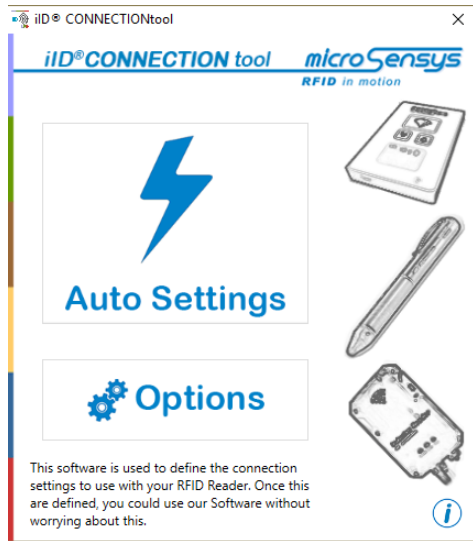 iID® CONNECTIONtool
iID®CONNECTION tool
microSensys
RFID in motion
Auto Settings
Options
This software is used to define the connection
settings to use with your RFID Reader. Once this
are defined, you could use our Software without
worrying about this.
i